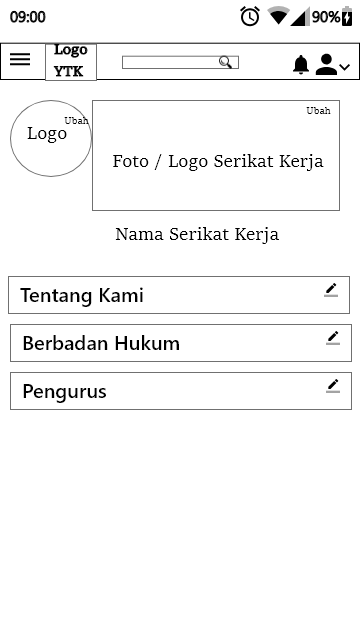 09:00
90%
Logo
YTK
Ubah
Logo
Ubah
Foto / Logo Serikat Kerja
Nama Serikat Kerja
Tentang Kami
Berbadan Hukum
Pengurus